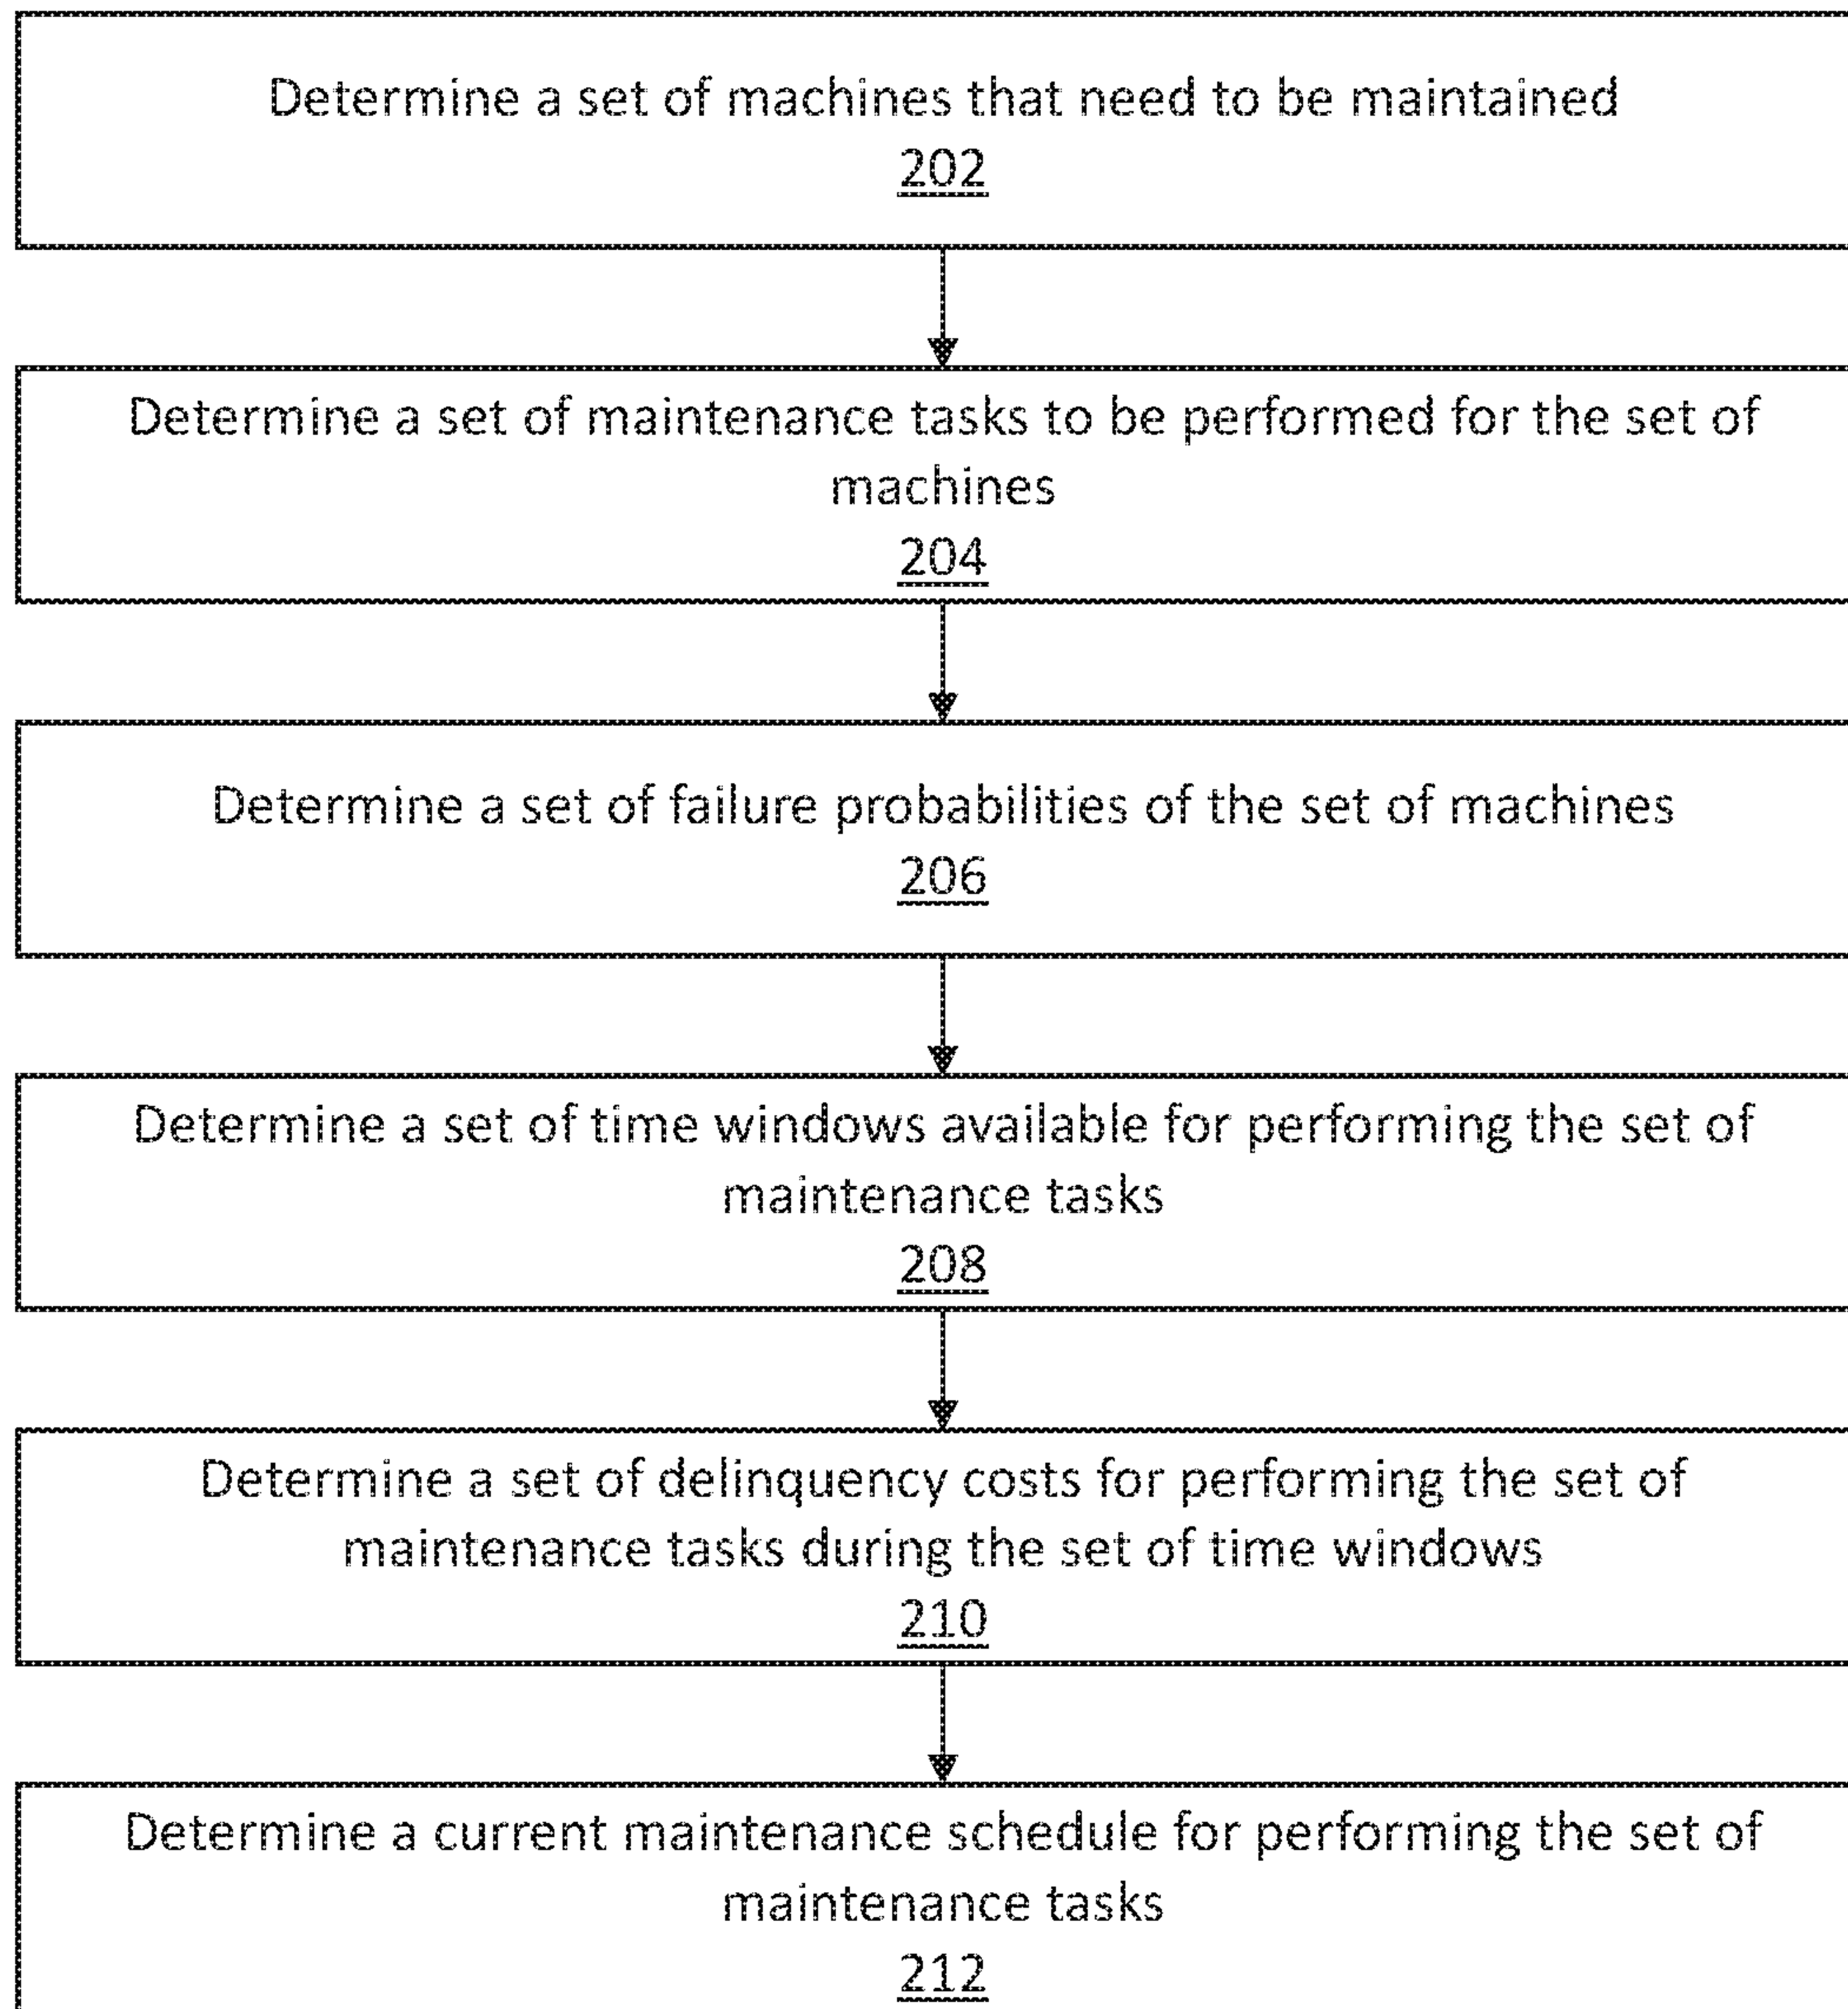 Determine a set of machines that need to be maintained
202
Determine a set of maintenance tasks to be performed for the set of
machines
204
Determine a set of failure probabilities of the set of machines
206
Determine a set of time windows available for performing the set of
maintenance tasks
208
Determine a set of delinquency costs for performing the set of
maintenance tasks during the set of time windows
210
Determine a current maintenance schedule for performing the set of
maintenance tasks
212